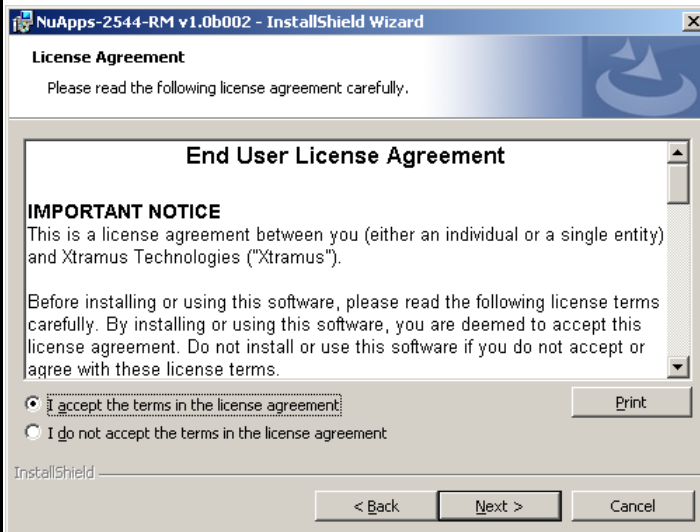 NuApps-2544-RM v1.0b002 - InstallShield Wizard
License Agreement
Please read the following license agreement carefully.
End User License Agreement
IMPORTANT NOTICE
This is a license agreement between you (either an individual or a single entity)
and Xtramus Technologies ("Xtramus").
Before installing or using this software, please read the following license terms
carefully. By installing or using this software, you are deemed to accept this
license agreement. Do not install or use this software if you do not accept or
agree with these license terms.
I accept the terms in the license agreement
Print
I do not accept the terms in the license agreement
InstallShield
< Back
Next >
Cancel